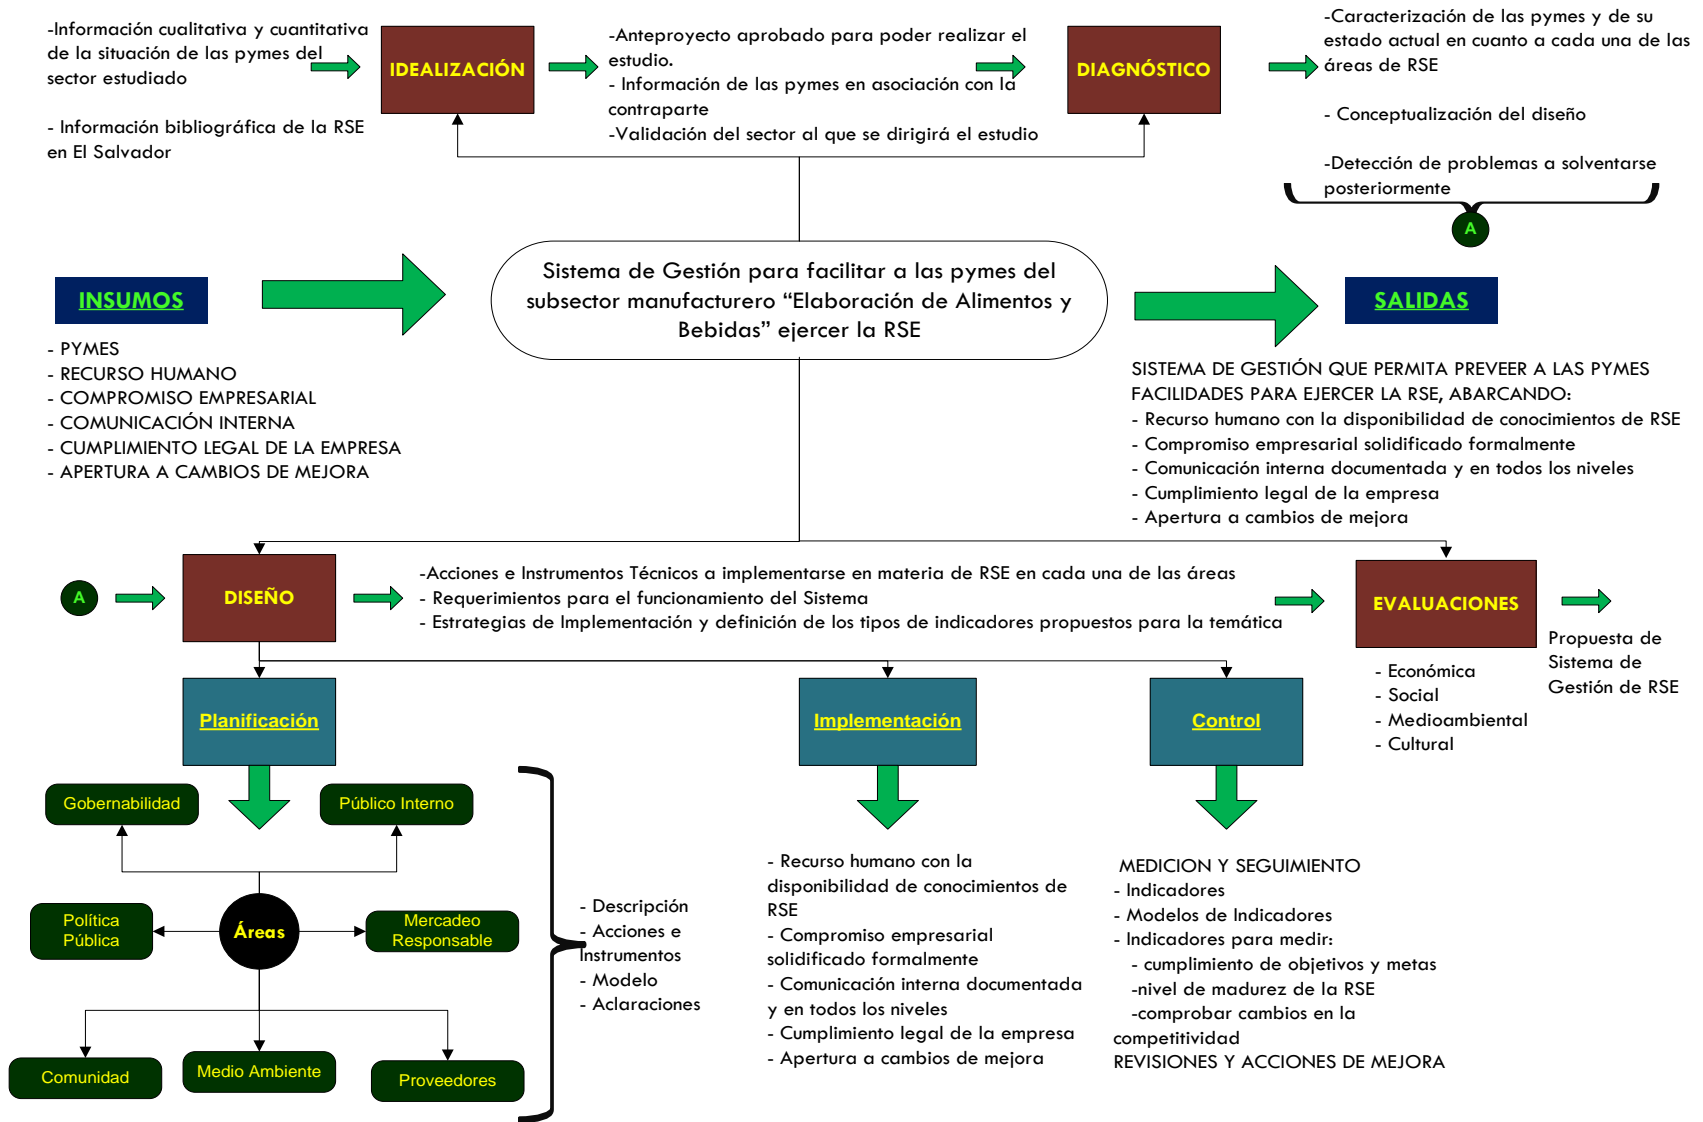 -Información cualitativa y cuantitativa
de la situación de las pymes del
sector estudiado
- Información bibliográfica de la RSE
en El Salvador
IDEALIZACIÓN
-Anteproyecto aprobado para poder realizar el
estudio.
- Información de las pymes en asociación con la
contraparte
-Validación del sector al que se dirigirá el estudio
DIAGNÓSTICO
-Caracterización de las pymes y de su
estado actual en cuanto a cada una de las
áreas de RSE
- Conceptualización del diseño
-Detección de problemas a solventarse
posteriormente
A
INSUMOS
- PYMES
- RECURSO HUMANO
- COMPROMISO EMPRESARIAL
- COMUNICACIÓN INTERNA
- CUMPLIMIENTO LEGAL DE LA EMPRESA
- APERTURA A CAMBIOS DE MEJORA
Sistema de Gestión para facilitar a las pymes del
subsector manufacturero “Elaboración de Alimentos y
Bebidas” ejercer la RSE
SALIDAS
SISTEMA DE GESTIÓN QUE PERMITA PREVEER A LAS PYMES
FACILIDADES PARA EJERCER LA RSE, ABARCANDO:
- Recurso humano con la disponibilidad de conocimientos de RSE
- Compromiso empresarial solidificado formalmente
- Comunicación interna documentada y en todos los niveles
- Cumplimiento legal de la empresa
- Apertura a cambios de mejora
A
DISEÑO
-Acciones e Instrumentos Técnicos a implementarse en materia de RSE en cada una de las áreas
- Requerimientos para el funcionamiento del Sistema
- Estrategias de Implementación y definición de los tipos de indicadores propuestos para la temática
EVALUACIONES
- Económica
- Social
- Medioambiental
- Cultural
Propuesta de
Sistema de
Gestión de RSE
Planificación
Implementación
Control
Gobernabilidad
Público Interno
Política
Pública
Áreas
Mercadeo
Responsable
Comunidad
Medio Ambiente
Proveedores
- Descripción
- Acciones e
Instrumentos
- Modelo
- Aclaraciones
- Recurso humano con la
disponibilidad de conocimientos de
RSE
- Compromiso empresarial
solidificado formalmente
- Comunicación interna documentada
y en todos los niveles
- Cumplimiento legal de la empresa
- Apertura a cambios de mejora
MEDICION Y SEGUIMIENTO
- Indicadores
- Modelos de Indicadores
- Indicadores para medir:
- cumplimiento de objetivos y metas
-nivel de madurez de la RSE
-comprobar cambios en la
competitividad
REVISIONES Y ACCIONES DE MEJORA